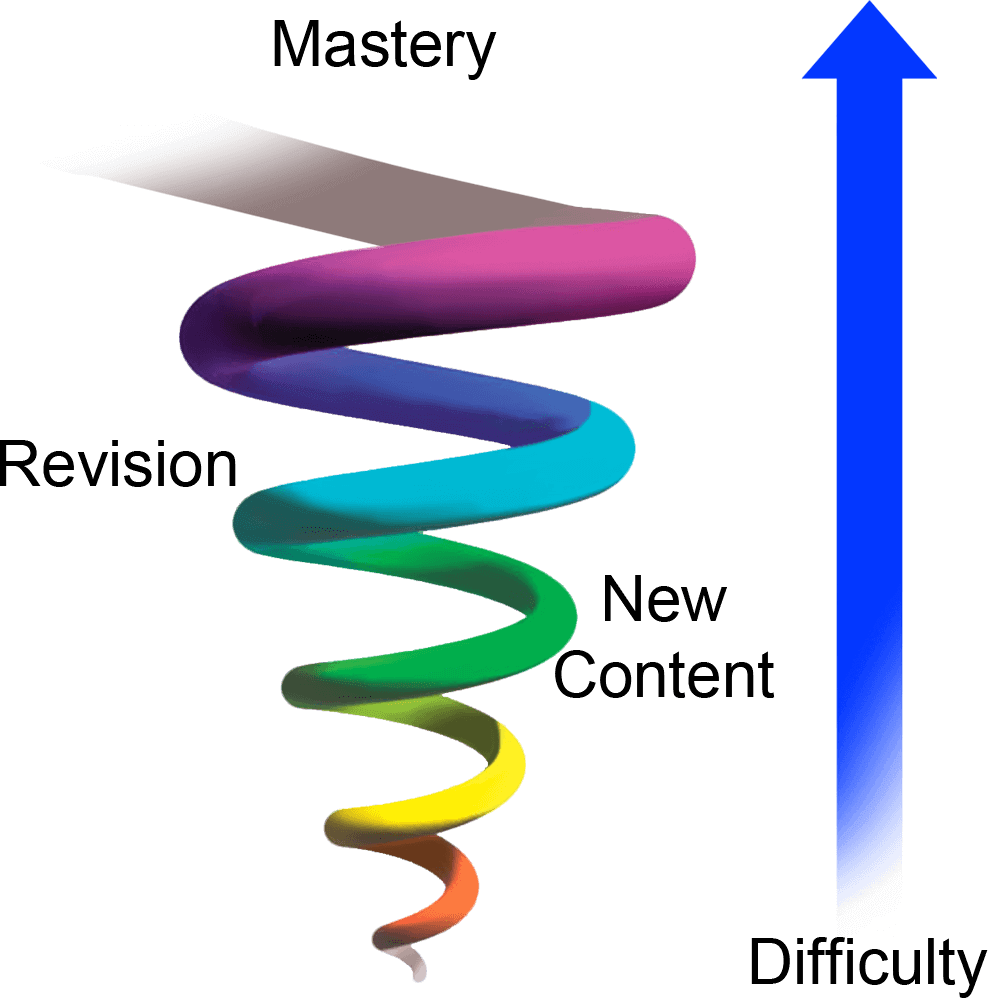 Mastery
Revision
New
Content
Difficulty